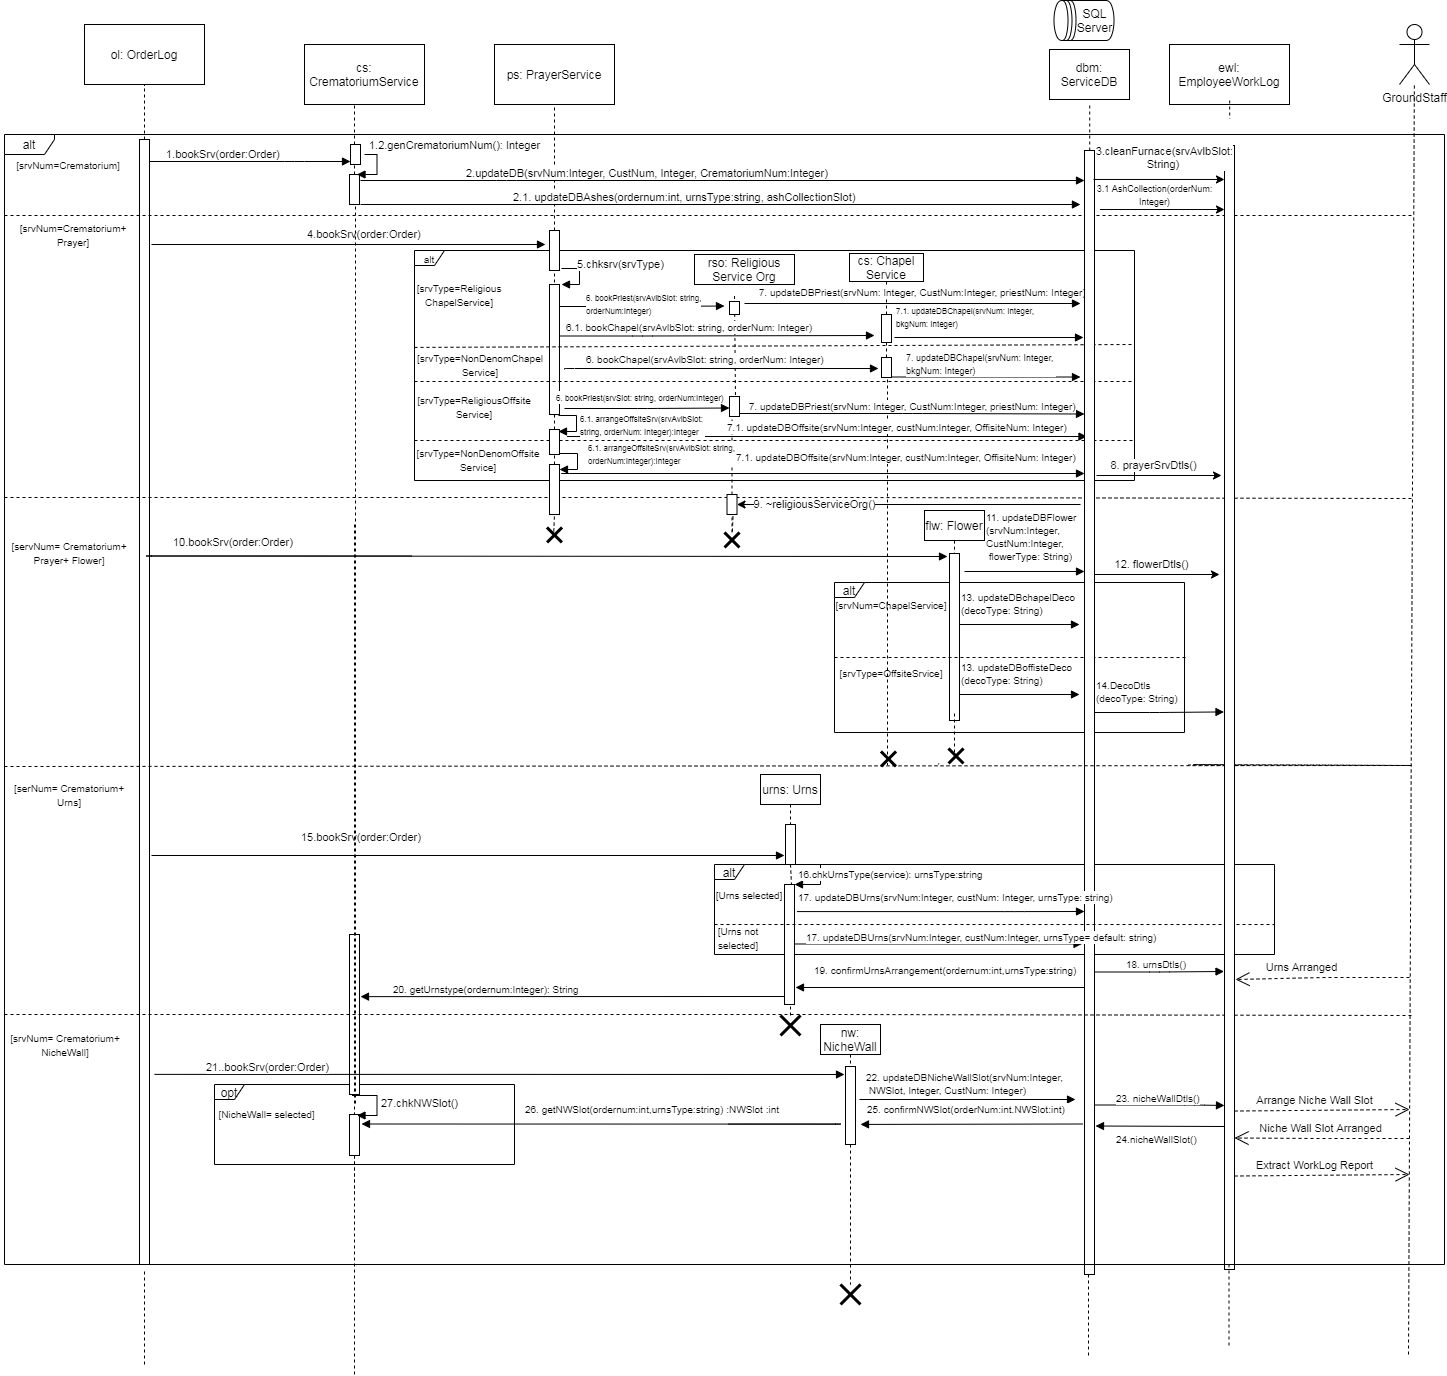 SQL
Server
ol: OrderLog
cs:
CrematoriumService
ps: PrayerService
dbm:
ServiceDB
ewl:
EmployeeWorkLog
GroundStaff
alt
[srvNum=Crematorium]
1.bookSrv(order:Order)
1.2.genCrematoriumNum(): Integer
2.updateDB(srvNum:Integer, CustNum, Integer, CrematoriumNum:Integer)
2.1. updateDBAshes(ordernum:int, urnsType:string, ashCollectionSlot)
3.cleanFurnace(srvAvlbSlot:
String)
3.1 AshCollection(orderNum:
Integer)
[srvNum=Crematorium+
Prayer]
4.bookSrv(order:Order)
alt
5.chksrv(srvType)
rso: Religious
Service Org
cs: Chapel
Service
[srvType=Religious
ChapelService]
6. bookPriest(srvAvlbSlot: string,
orderNum:Integer)
7. updateDBPriest(srvNum: Integer, CustNum:Integer, priestNum: Integer)
6.1. bookChapel(srvAvlbSlot: string, orderNum: Integer)
7.1. updateDBChapel(srvNum: Integer,
bkgNum: Integer)
[srvType=NonDenomChapel
Service]
6. bookChapel(srvAvlbSlot: string, orderNum: Integer)
7. updateDBChapel(srvNum: Integer,
bkgNum: Integer)
[srvType=ReligiousOffsite
Service]
6. bookPriest(srvSlot: string, orderNum:Integer)
7. updateDBPriest(srvNum: Integer, CustNum:Integer, priestNum: Integer)
6.1. arrangeOffsiteSrv(srvAvlbSlot:
string, orderNum: Integer):Integer
7.1. updateDBOffsite(srvNum:Integer, custNum:Integer, OffisiteNum: Integer)
[srvType=NonDenomOffsite
Service]
6.1. arrangeOffsiteSrv(srvAvlbSlot: string,
orderNum:Integer):Integer
7.1. updateDBOffsite(srvNum:Integer, custNum:Integer, OffisiteNum: Integer)
8. prayerSrvDtls()
9. ~religiousServiceOrg()
[servNum= Crematorium+
Prayer+ Flower]
10.bookSrv(order:Order)
flw: Flower
11. updateDBFlower
(srvNum:Integer,
CustNum:Integer,
flowerType: String)
12. flowerDtls()
alt
[srvNum=ChapelService]
13. updateDBchapelDeco
(decoType: String)
[srvType=OffsiteSrvice]
13. updateDBoffisteDeco
(decoType: String)
14.DecoDtls
(decoType: String)
[serNum= Crematorium+
Urns]
urns: Urns
15.bookSrv(order:Order)
alt
16.chkUrnsType(service): urnsType:string
[Urns selected]
17. updateDBUrns(srvNum:Integer, custNum: Integer, urnsType: string)
[Urns not
selected]
17. updateDBUrns(srvNum:Integer, custNum:Integer, urnsType= default: string)
18. urnsDtls()
Urns Arranged
19. confirmUrnsArrangement(ordernum:int,urnsType:string)
20. getUrnstype(ordernum:Integer): String
[srvNum= Crematorium+
NicheWall]
nw:
NicheWall
21..bookSrv(order:Order)
22. updateDBNicheWallSlot(srvNum:Integer,
NWSlot, Integer, CustNum: Integer)
23. nicheWallDtls()
Arrange Niche Wall Slot
opt
[NicheWall= selected]
27.chkNWSlot()
26. getNWSlot(ordernum:int,urnsType:string) :NWSlot :int
25. confirmNWSlot(orderNum:int.NWSlot:int)
24.nicheWallSlot()
Niche Wall Slot Arranged
Extract WorkLog Report